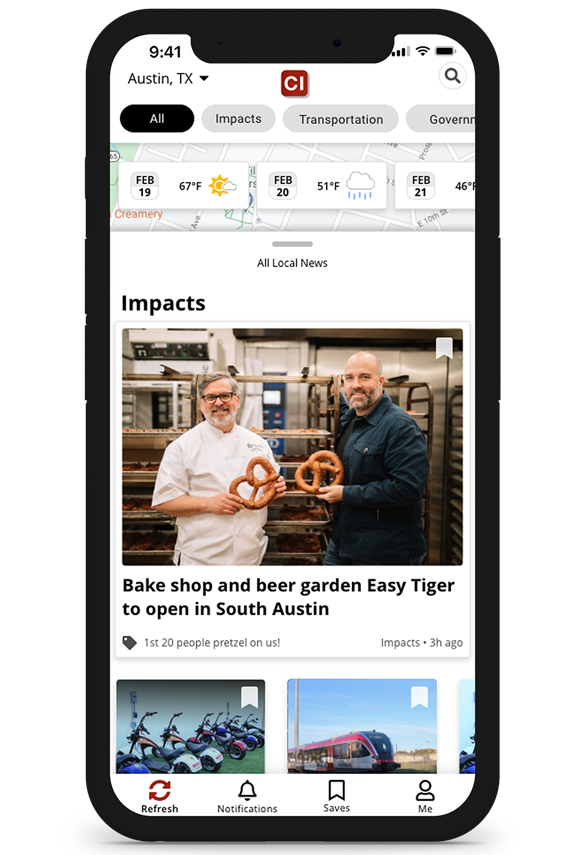 9:41
Austin, TX
CI
All
Impacts
Transportation
Governm
FEB
19
67°F
FEB
20
51°F
FEB
21
46°F
Creamery
E 10th S
All Local News
Impacts
Bake shop and beer garden Easy Tiger
to open in South Austin
1st 20 people pretzel on us!
Impacts • 3h ago
Refresh
Notifications
Saves
Me